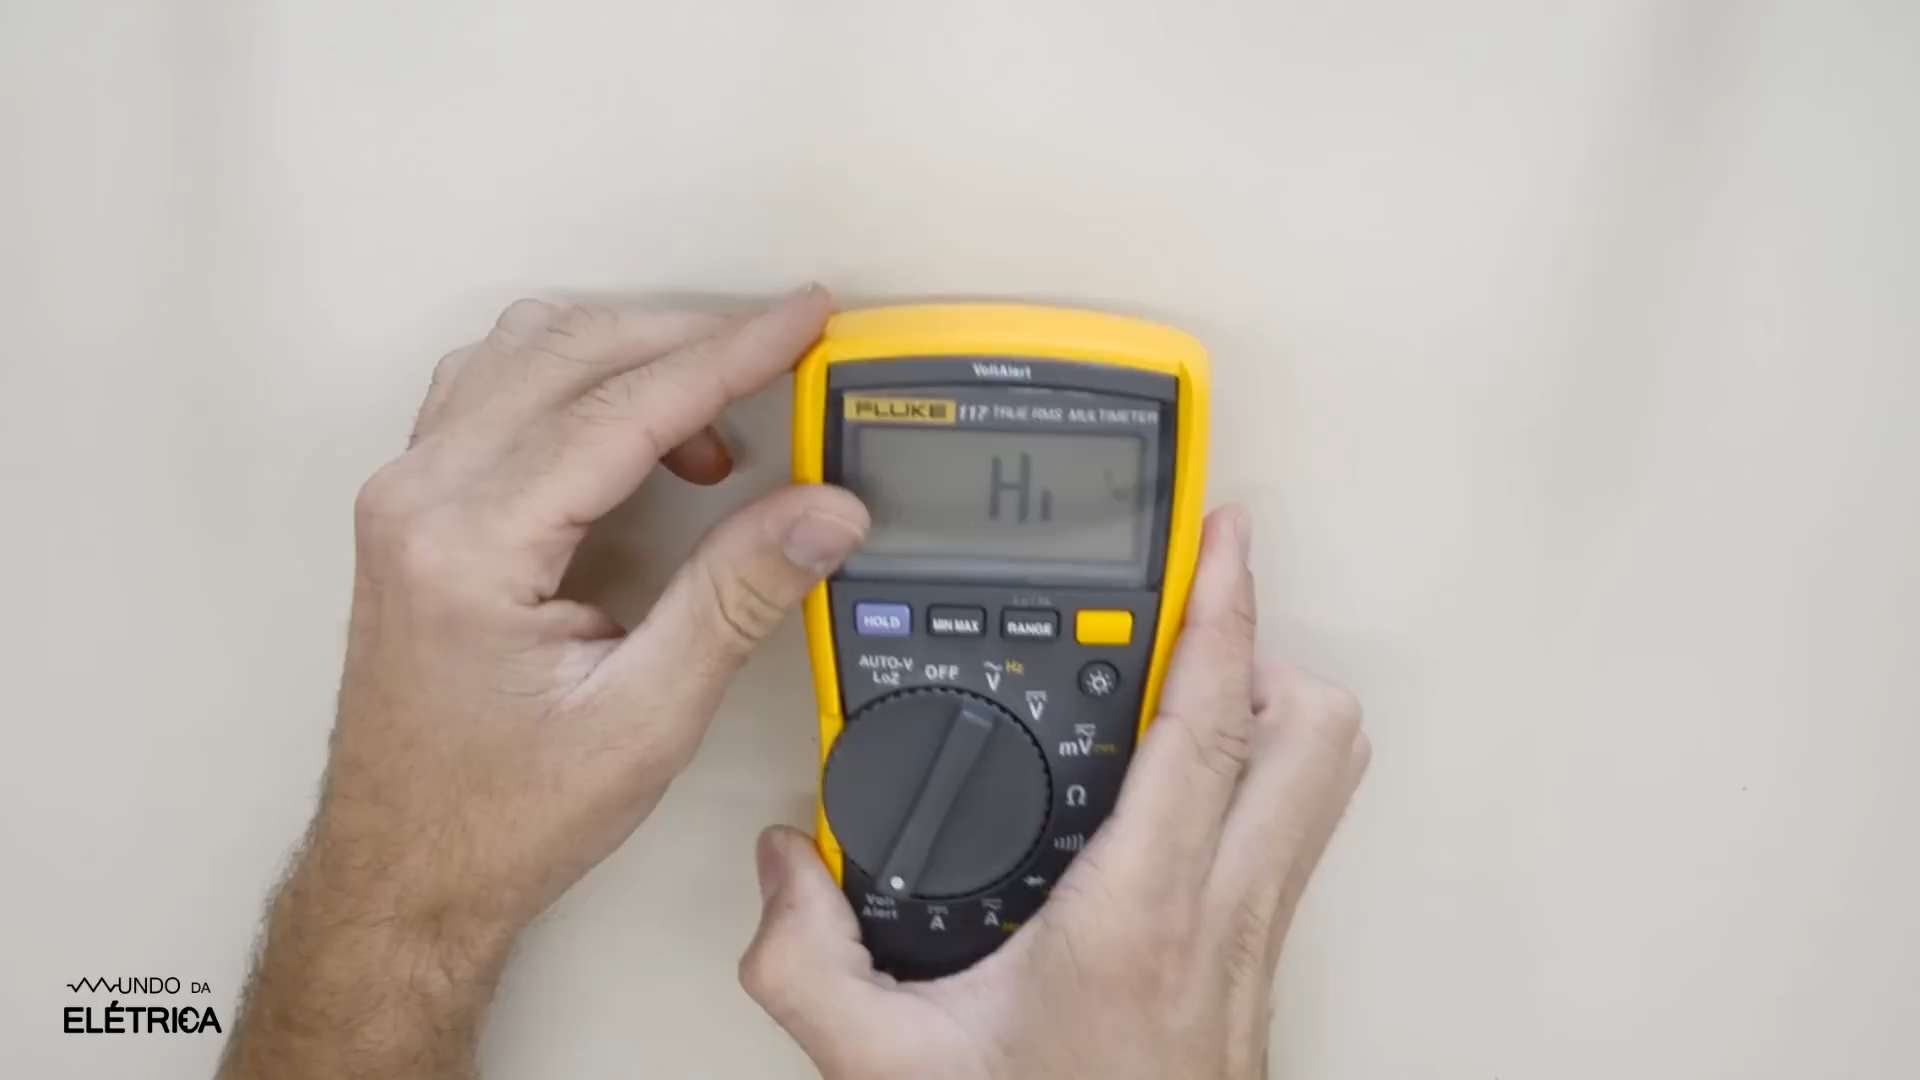 VoltAlert
FLUKE 117 TRUE RMS MULTIMETER
Hi
HOLD
MIN MAX
RANGE
AUTO-V
LoZ
OFF
V
Hz
V
mV
Ω
Volt
Alert
A
A
MUNDO DA
ELÉTRICA